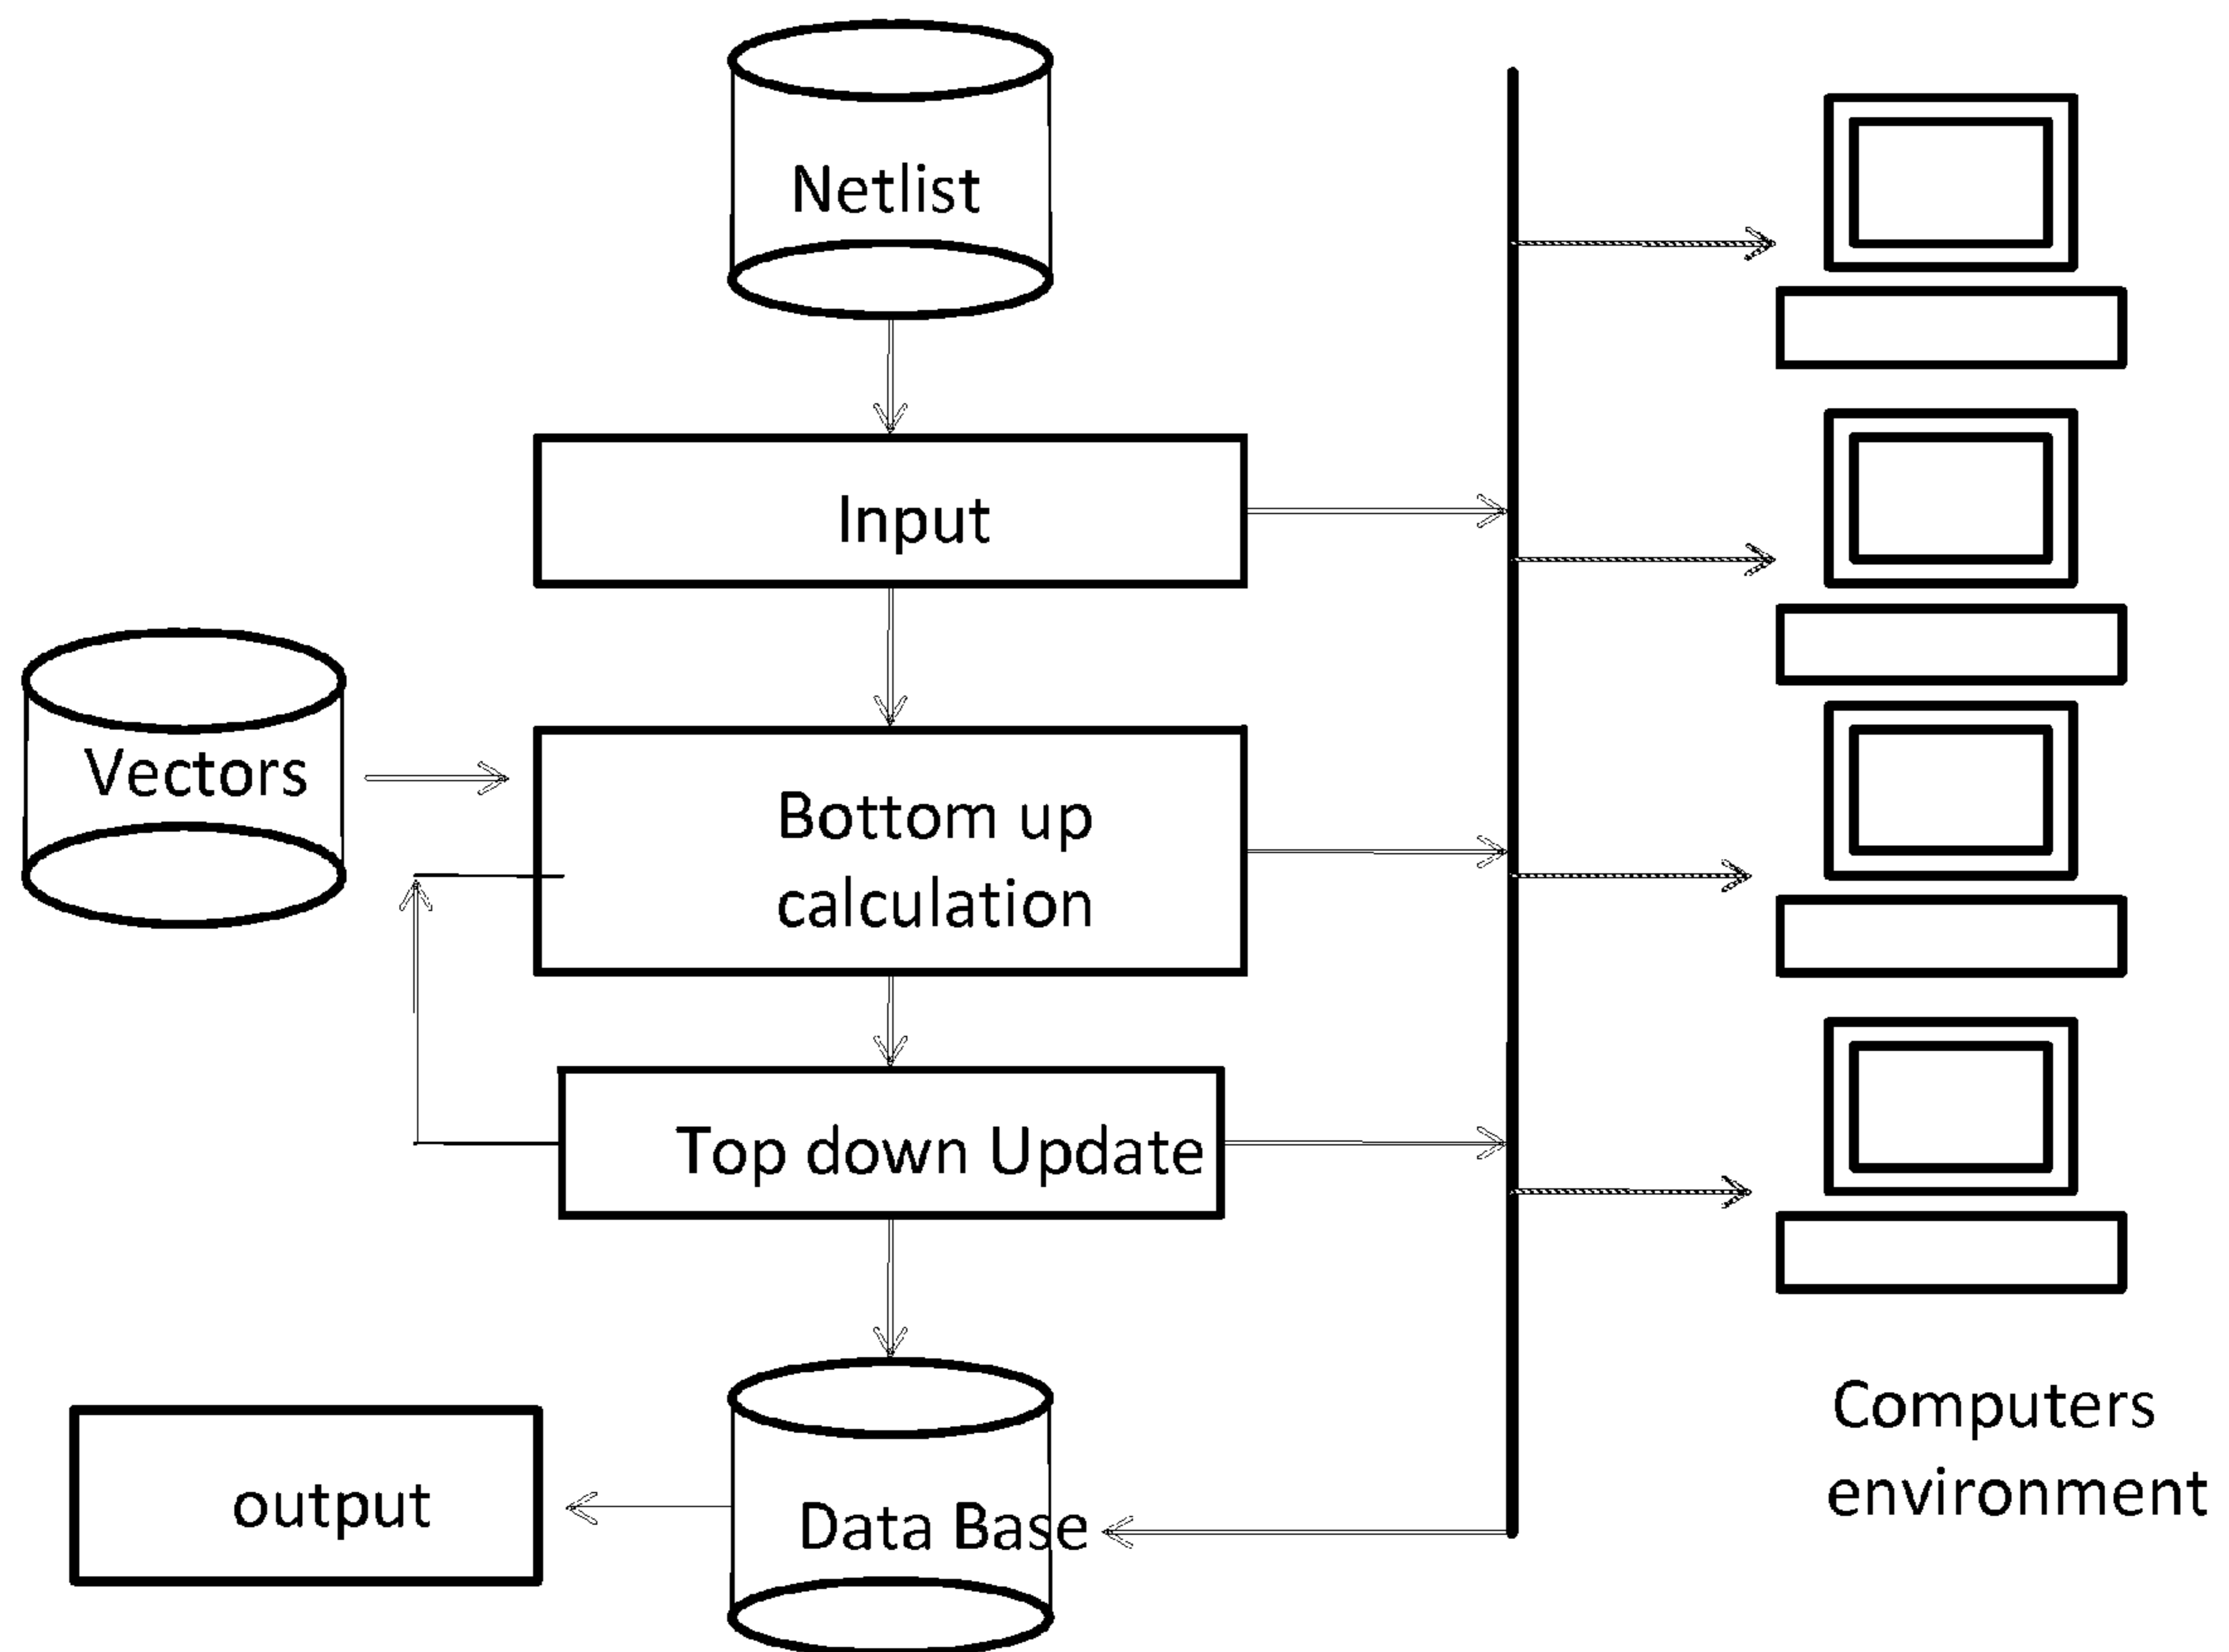 Netlist
Input
Vectors
Bottom up
calculation
Top down Update
Computers
environment
output
Data Base